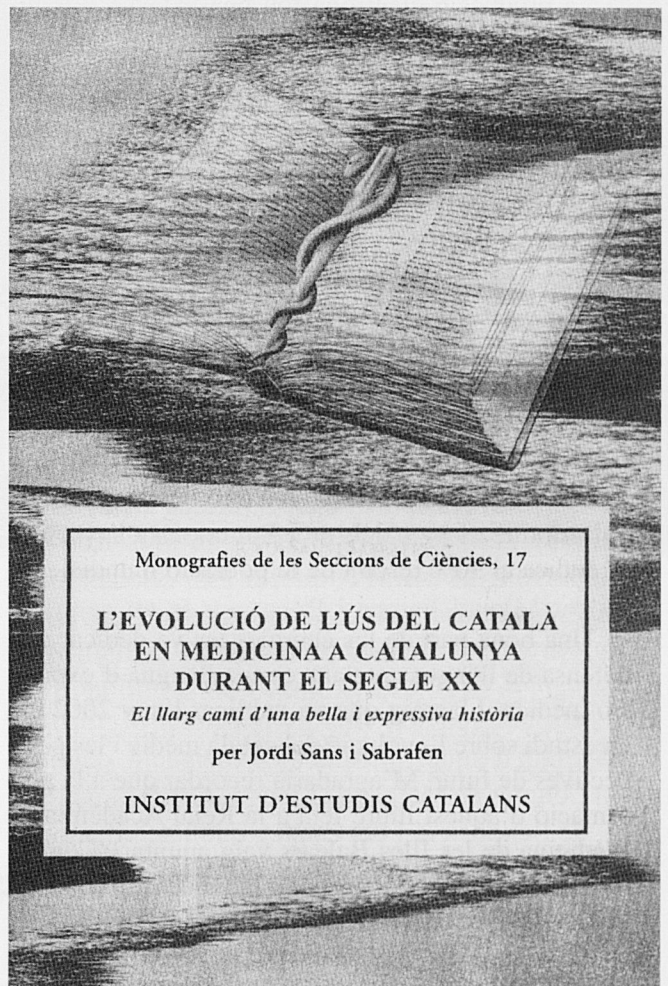 Monografies de les Seccions de Ciències, 17
L'EVOLUCIÓ DE L'ÚS DEL CATALÀ
EN MEDICINA A CATALUNYA
DURANT EL SEGLE XX
El llarg camí d'una bella i expressiva història
per Jordi Sans i Sabrafen
INSTITUT D'ESTUDIS CATALANS